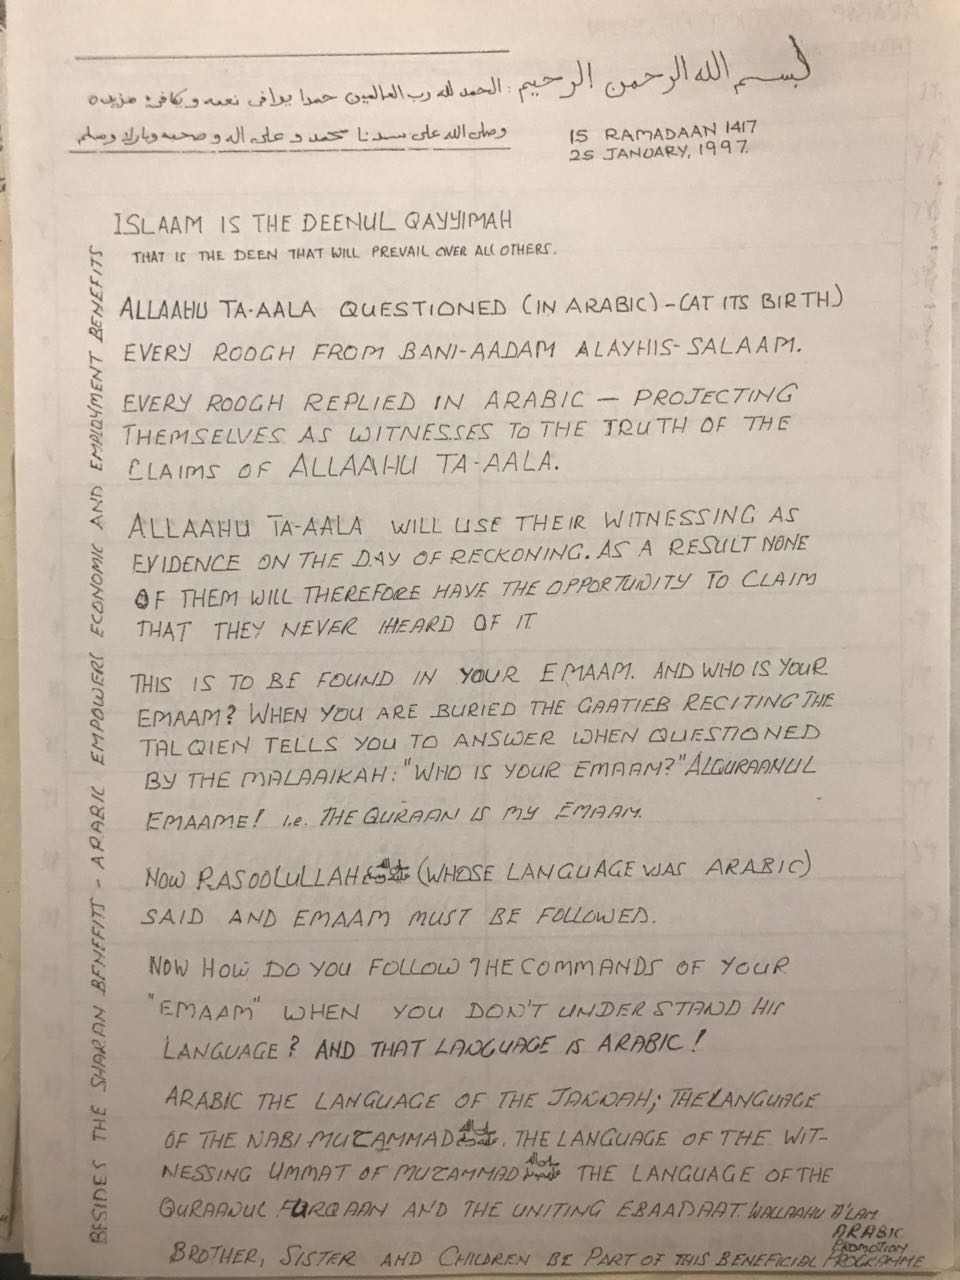 بسم الله الرحمن الرحيم : الحمد لله رب العالمين حمدا يوافى نعمه و يكافئ مزيده
وصلى الله على سيدنا محمد و على اله و صحبه وبارك وسلم
15 RAMADAAN 1417
25 JANUARY, 1997.
ISLAAM IS THE DEENUL QAYYIMAH
THAT IS THE DEEN THAT WILL PREVAIL OVER ALL OTHERS.
ALLAAHU TA-AALA QUESTIONED (IN ARABIC) - (AT ITS BIRTH.)
EVERY ROOGH FROM BANI-AADAM ALAYHIS-SALAAM.
EVERY ROOGH REPLIED IN ARABIC — PROJECTING
THEMSELVES AS WITNESSES TO THE TRUTH OF THE
CLAIMS OF ALLAAHU TA-AALA.
ALLAAHU TA-AALA WILL USE THEIR WITNESSING AS
EVIDENCE ON THE DAY OF RECKONING. AS A RESULT NONE
OF THEM WILL THEREFORE HAVE THE OPPORTUNITY TO CLAIM
THAT THEY NEVER HEARD OF IT
THIS IS TO BE FOUND IN YOUR EMAAM. AND WHO IS YOUR
EMAAM? WHEN YOU ARE BURIED THE GAATIEB RECITING THE
TALQIEN TELLS YOU TO ANSWER WHEN QUESTIONED
BY THE MALAAIKAH: "WHO IS YOUR EMAAM?" ALQURAANUL
EMAAME! i.e. THE QURAAN IS MY EMAAM.
NOW RASOOLULLAH ﷺ (WHOSE LANGUAGE WAS ARABIC)
SAID AND EMAAM MUST BE FOLLOWED.
NOW HOW DO YOU FOLLOW THE COMMANDS OF YOUR
"EMAAM" WHEN YOU DON'T UNDERSTAND HIS
LANGUAGE? AND THAT LANGUAGE IS ARABIC!
ARABIC THE LANGUAGE OF THE JANNAH; THE LANGUAGE
OF THE NABI MUZAMMAD ﷺ. THE LANGUAGE OF THE WIT-
NESSING UMMAT OF MUZAMMAD ﷺ THE LANGUAGE OF THE
QURAANUL FURQAAN AND THE UNITING EBAADAAT. WALLAAHU A'LAM
BROTHER, SISTER AND CHILDREN BE PART OF THIS BENEFICIAL ARABIC
PROMOTION
PROGRAMME
BESIDES THE SHARAN BENEFITS - ARABIC EMPOWERS ECONOMIC AND EMPLOYMENT BENEFITS